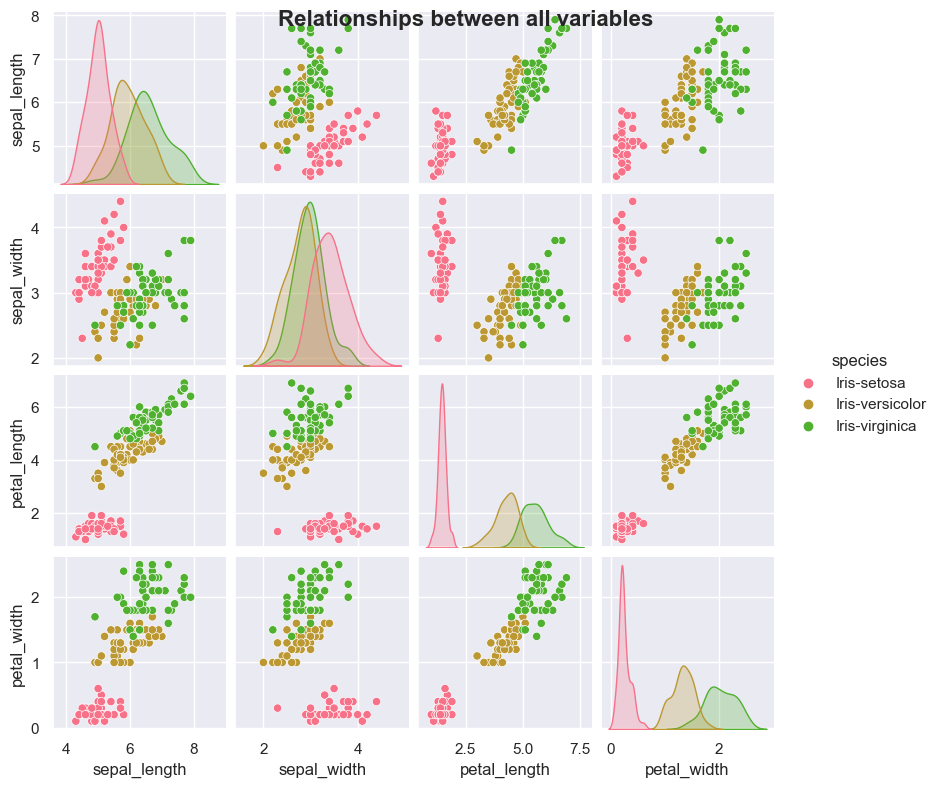 Relationships between all variables
8
7
6
5
sepal_length
4
3
2
sepal_width
6
4
2
petal_length
2
1
0
petal_width
4 6 8
sepal_length
2 4
sepal_width
2.5 5.0 7.5
petal_length
0 2
petal_width
species
Iris-setosa
Iris-versicolor
Iris-virginica